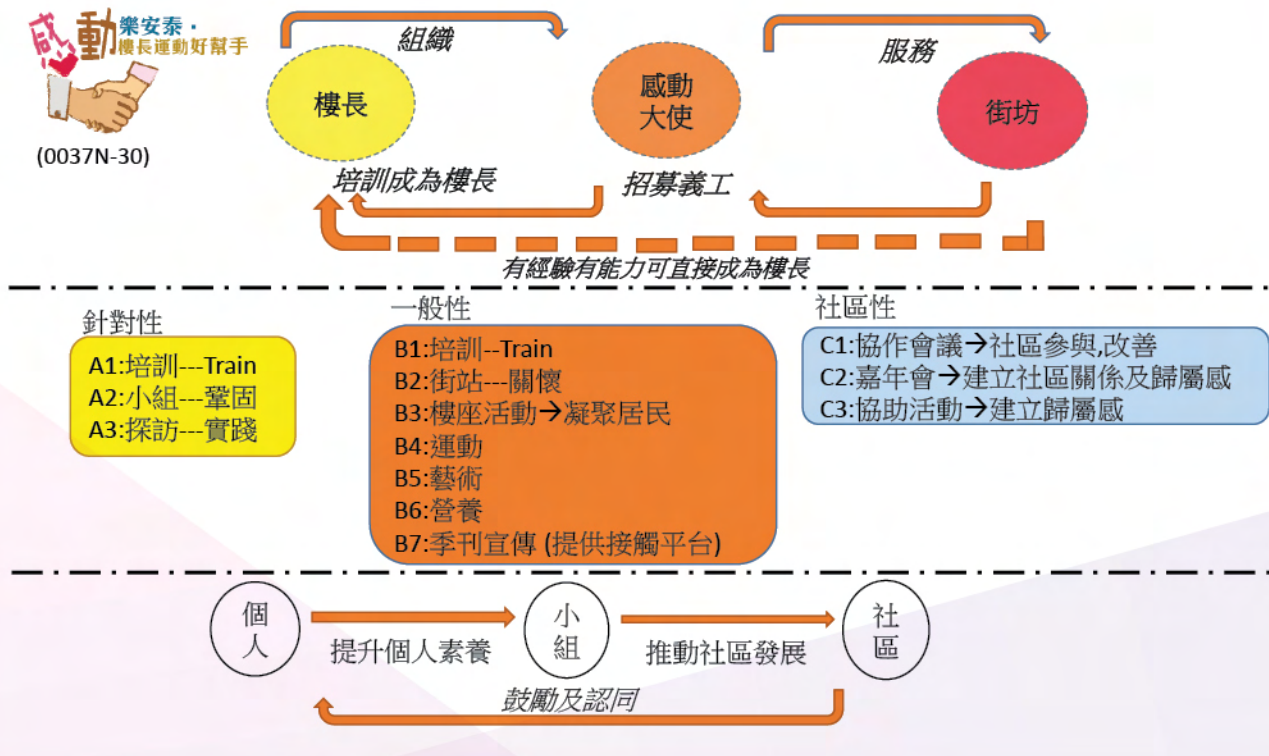 感動樂安泰·
樓長運動好幫手
(0037N-30)
組織
服務
樓長
感動
大使
街坊
培訓成為樓長
招募義工
有經驗有能力可直接成為樓長
針對性
A1:培訓---Train
A2:小組---鞏固
A3:探訪---實踐
一般性
B1:培訓--Train
B2:街站---關懷
B3:樓座活動→凝聚居民
B4:運動
B5:藝術
B6:營養
B7:季刊宣傳 (提供接觸平台)
社區性
C1:協作會議→社區參與,改善
C2:嘉年會→建立社區關係及歸屬感
C3:協助活動→建立歸屬感
個
人
提升個人素養
小
組
推動社區發展
社
區
鼓勵及認同